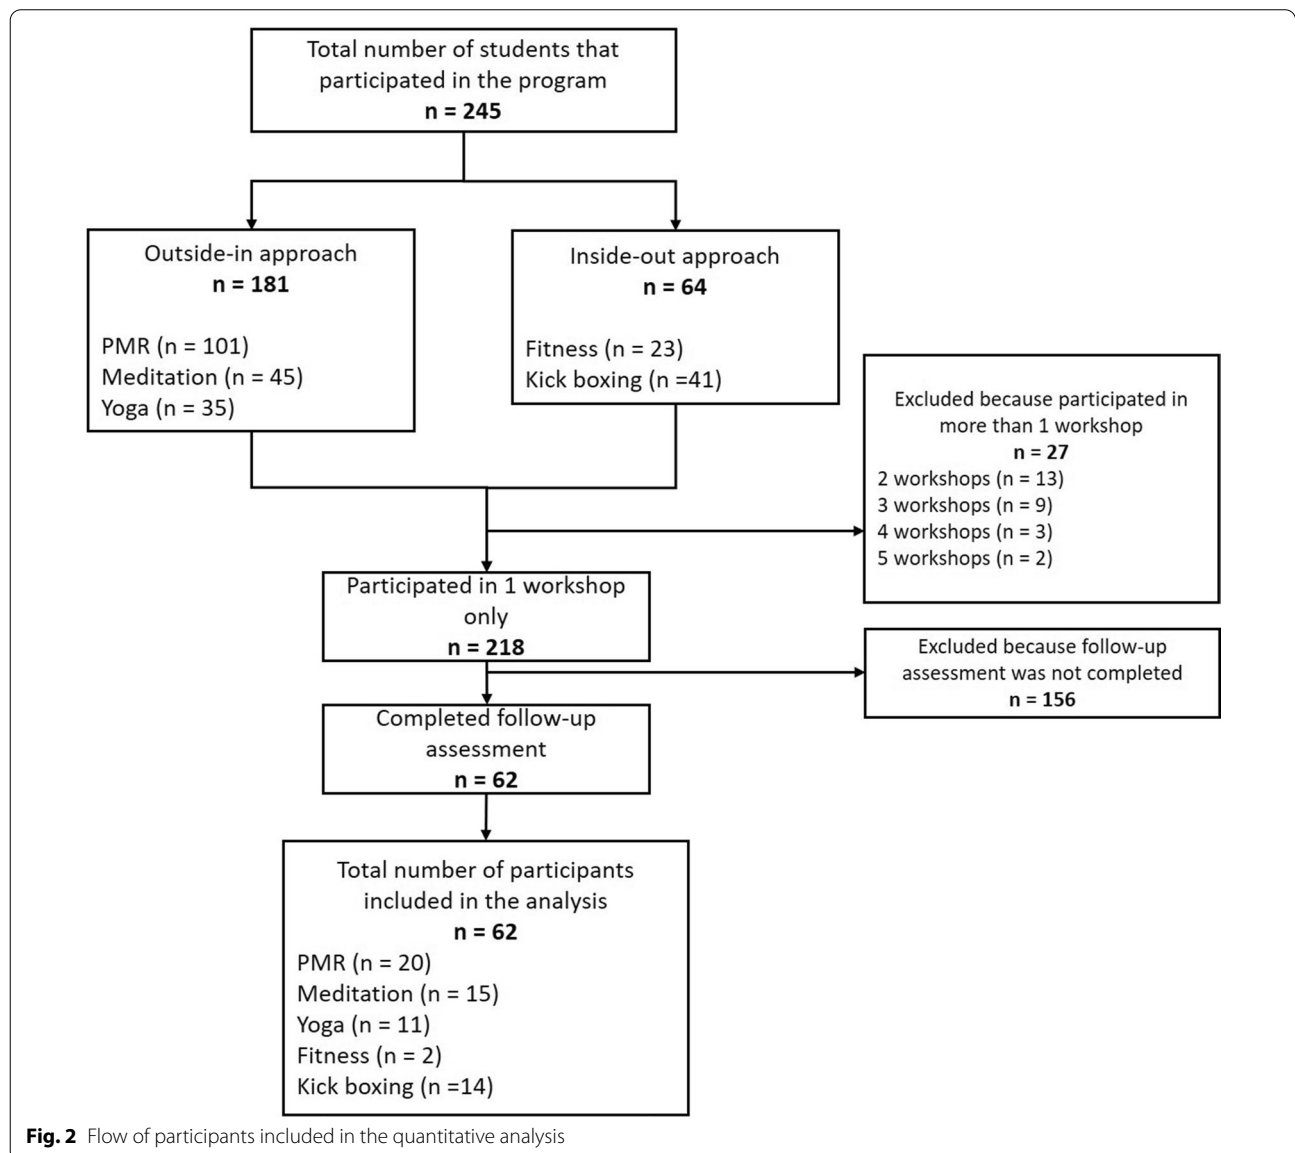 Total number of students that
participated in the program
n = 245
Outside-in approach
n = 181
PMR (n = 101)
Meditation (n = 45)
Yoga (n = 35)
Inside-out approach
n = 64
Fitness (n = 23)
Kick boxing (n =41)
Excluded because participated in
more than 1 workshop
n = 27
2 workshops (n = 13)
3 workshops (n = 9)
4 workshops (n = 3)
5 workshops (n = 2)
Participated in 1 workshop
only
n = 218
Excluded because follow-up
assessment was not completed
n = 156
Completed follow-up
assessment
n = 62
Total number of participants
included in the analysis
n = 62
PMR (n = 20)
Meditation (n = 15)
Yoga (n = 11)
Fitness (n = 2)
Kick boxing (n =14)
Fig. 2 Flow of participants included in the quantitative analysis